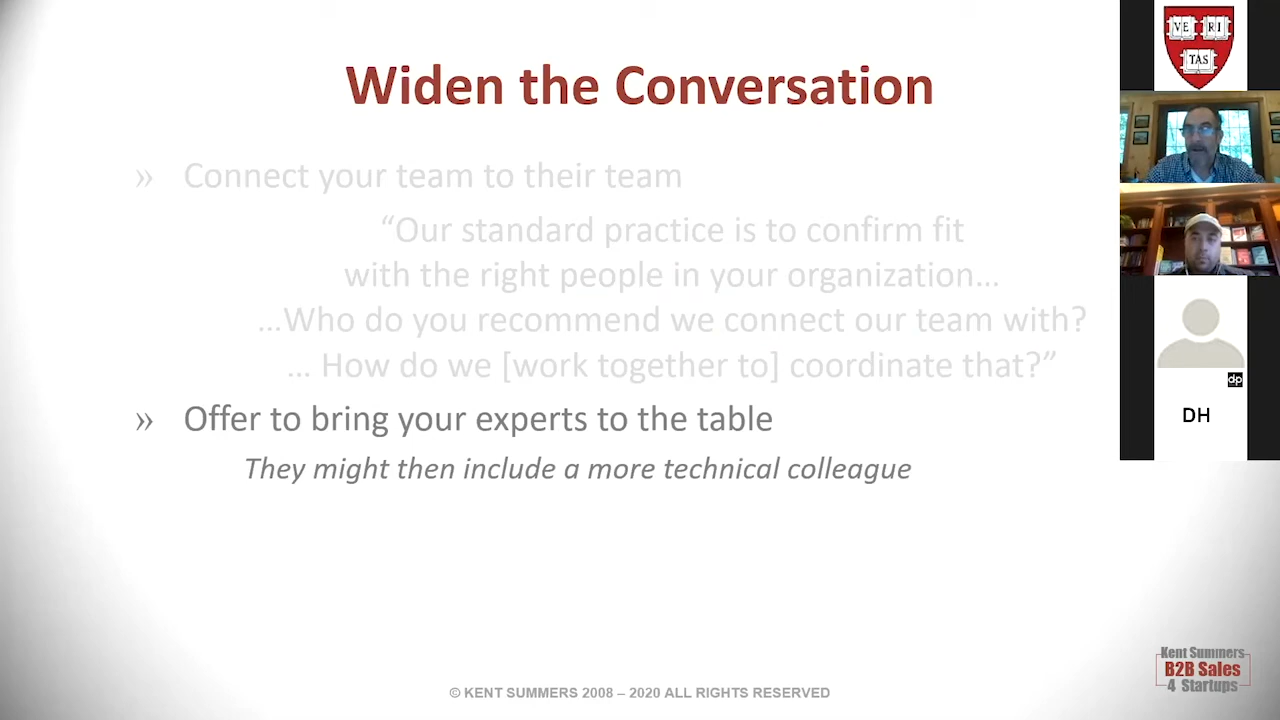 Widen the Conversation
» Connect your team to their team
“Our standard practice is to confirm fit
with the right people in your organization…
…Who do you recommend we connect our team with?
… How do we [work together to] coordinate that?”
» Offer to bring your experts to the table
They might then include a more technical colleague
© KENT SUMMERS 2008 – 2020 ALL RIGHTS RESERVED
VE RI
TAS
dp
DH
Kent Summers
B2B Sales
4 Startups